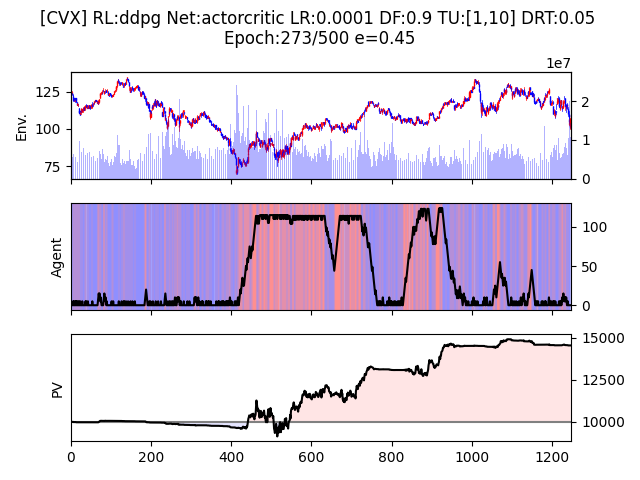 [CVX] RL:ddpg Net:actorcritic LR:0.0001 DF:0.9 TU:[1,10] DRT:0.05
Epoch:273/500 e=0.45
1e7
Env.
125
100
75
2
1
0
Agent
100
50
0
PV
15000
12500
10000
0 200 400 600 800 1000 1200